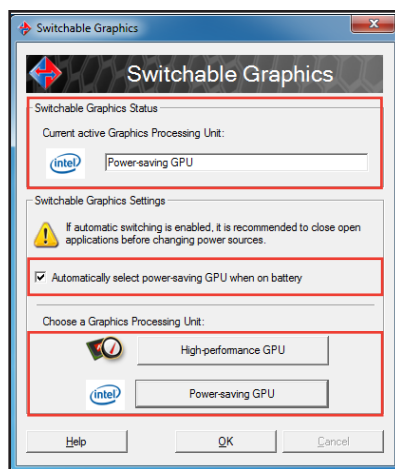 Switchable Graphics
Switchable Graphics
Switchable Graphics Status
Current active Graphics Processing Unit:
intel
Power-saving GPU
Switchable Graphics Settings
If automatic switching is enabled, it is recommended to close open
applications before changing power sources.
Automatically select power-saving GPU when on battery
Choose a Graphics Processing Unit:
High-performance GPU
intel
Power-saving GPU
Help
OK
Cancel